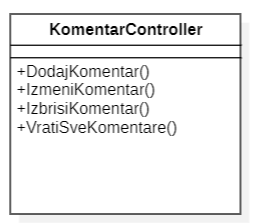 KomentarController
+DodajKomentar()
+IzmeniKomentar()
+IzbrisiKomentar()
+VratiSveKomentare()